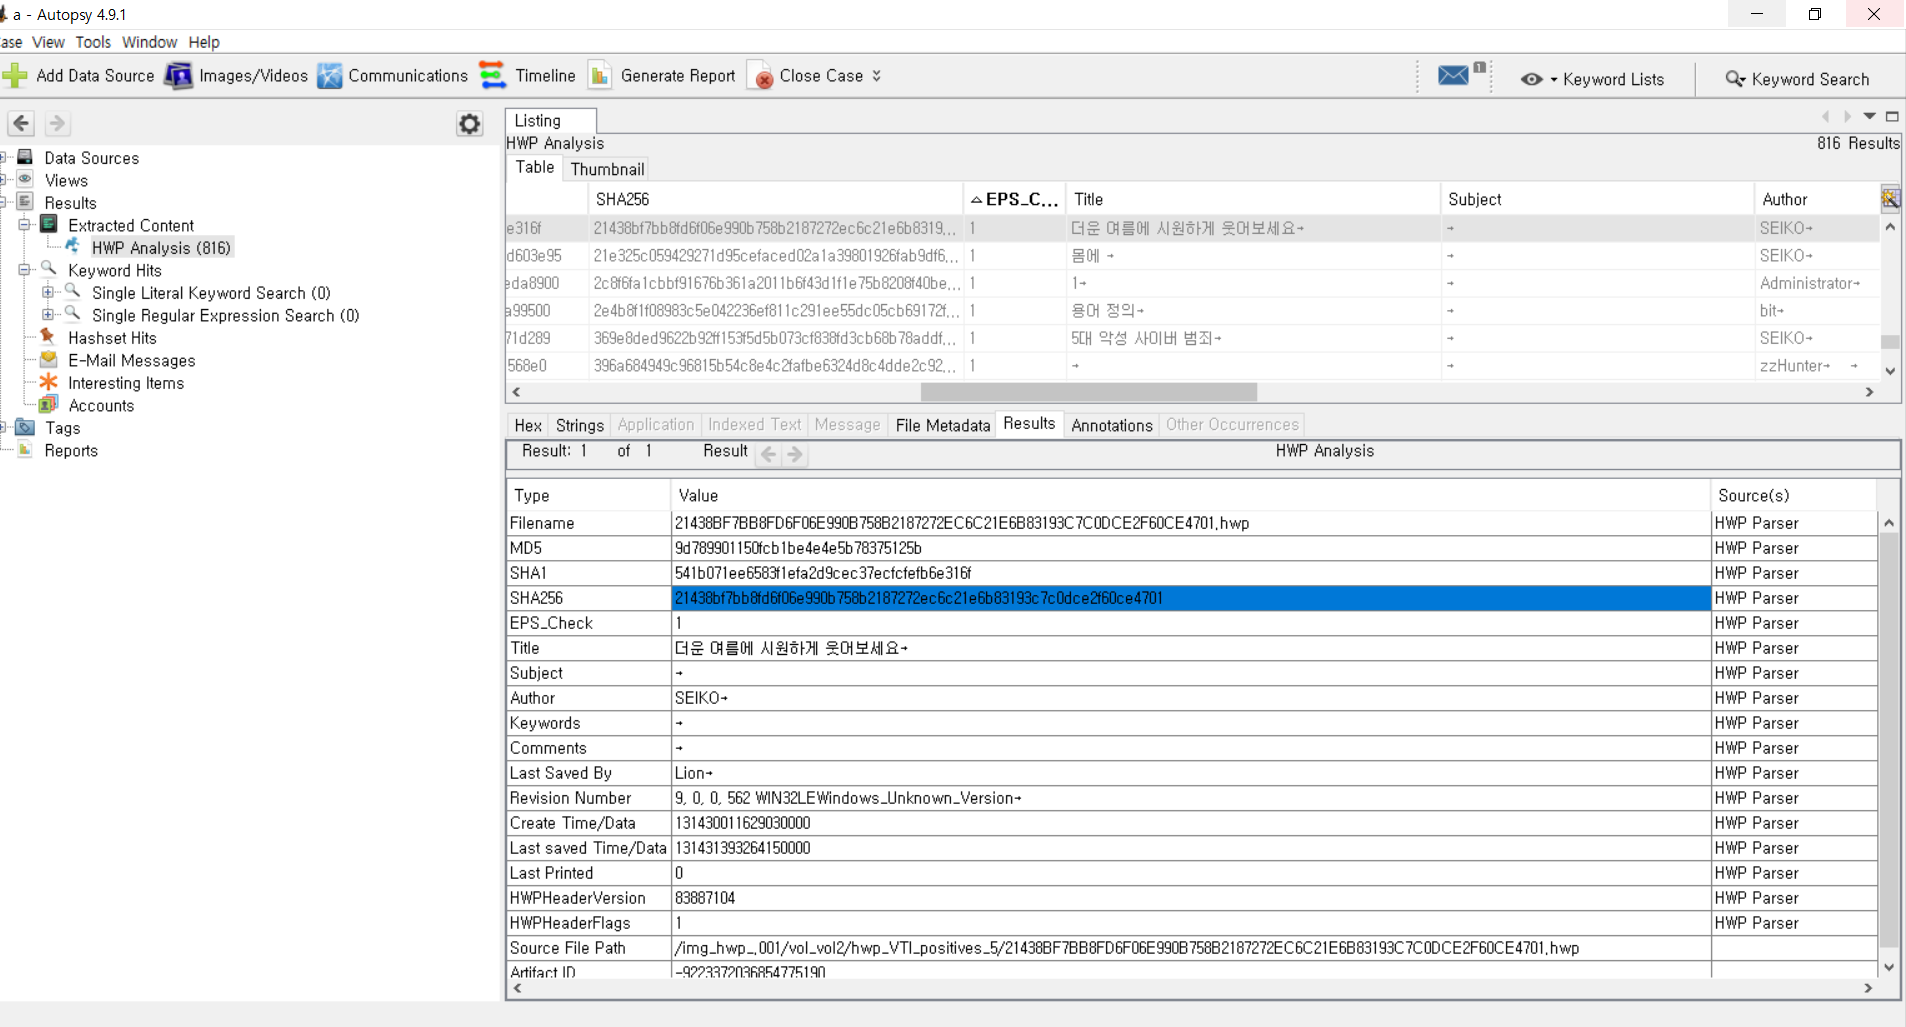 a - Autopsy 4.9.1
ase View Tools Window Help
Add Data Source Images/Videos Communications Timeline Generate Report Close Case
1 Keyword Lists Keyword Search
Data Sources
Views
Results
Extracted Content
HWP Analysis (816)
Keyword Hits
Single Literal Keyword Search (0)
Single Regular Expression Search (0)
Hashset Hits
E-Mail Messages
Interesting Items
Accounts
Tags
Reports
Listing
HWP Analysis 816 Results
Table Thumbnail
SHA256 EPS_C... Title Subject Author
e316f 21438bf7bb8fd6f06e990b758b2187272ec6c21e6b8319... 1 더운 여름에 시원하게 웃어보세요→ → SEIKO→
d603e95 21e325c059429271d95cefaced02a1a39801926fab9df6... 1 몸에 → → SEIKO→
eda8900 2c8f6fa1cbbf91676b361a2011b6f43d1f1e75b8208f40be... 1 1→ → Administrator→
a99500 2e4b8f1f08983c5e042236ef811c291ee55dc05cb69172f... 1 용어 정의→ → bit→
71d289 369e8ded9622b92ff153f5d5b073cf838fd3cb68b78addf... 1 5대 악성 사이버 범죄→ → SEIKO→
568e0 396a684949c96815b54c8e4c2fafbe6324d8c4dde2c92... 1 → → zzHunter→ →
Hex Strings Application Indexed Text Message File Metadata Results Annotations Other Occurrences
Result: 1 of 1 Result HWP Analysis
Type Value Source(s)
Filename 21438BF7BB8FD6F06E990B758B2187272EC6C21E6B83193C7C0DCE2F60CE4701.hwp HWP Parser
MD5 9d789901150fcb1be4e4e5b78375125b HWP Parser
SHA1 541b071ee6583f1efa2d9cec37ecfcfefb6e316f HWP Parser
SHA256 21438bf7bb8fd6f06e990b758b2187272ec6c21e6b83193c7c0dce2f60ce4701 HWP Parser
EPS_Check 1 HWP Parser
Title 더운 여름에 시원하게 웃어보세요→ HWP Parser
Subject → HWP Parser
Author SEIKO→ HWP Parser
Keywords → HWP Parser
Comments → HWP Parser
Last Saved By Lion→ HWP Parser
Revision Number 9, 0, 0, 562 WIN32LEWindows_Unknown_Version→ HWP Parser
Create Time/Data 131430011629030000 HWP Parser
Last saved Time/Data 131431393264150000 HWP Parser
Last Printed 0 HWP Parser
HWPHeaderVersion 83887104 HWP Parser
HWPHeaderFlags 1 HWP Parser
Source File Path /img_hwp_.001/vol_vol2/hwp_VTI_positives_5/21438BF7BB8FD6F06E990B758B2187272EC6C21E6B83193C7C0DCE2F60CE4701.hwp
Artifact ID -9223372036854775190